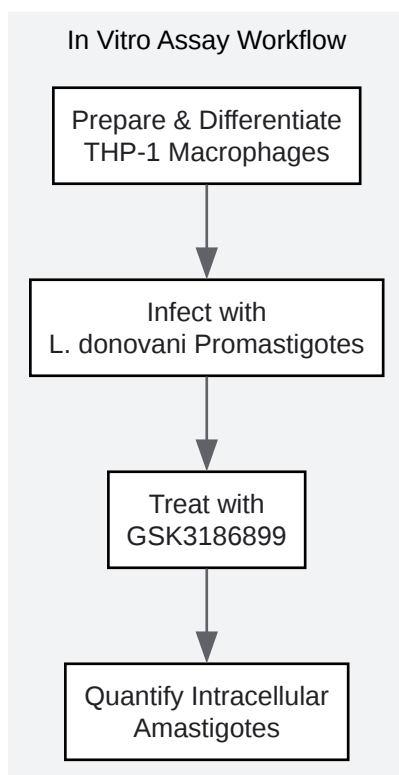 In Vitro Assay Workflow
Prepare & Differentiate
THP-1 Macrophages
Infect with
L. donovani Promastigotes
Treat with
GSK3186899
Quantify Intracellular
Amastigotes